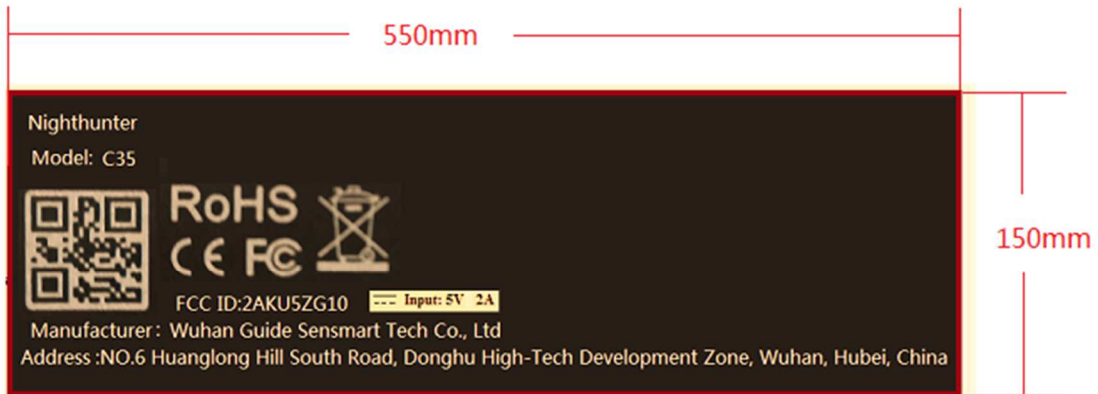 550mm
Nighthunter
Model: C35
RoHS
CE FC
FCC ID:2AKU5ZG10 Input: 5V 2A
150mm
Manufacturer: Wuhan Guide Sensmart Tech Co., Ltd
Address :NO.6 Huanglong Hill South Road, Donghu High-Tech Development Zone, Wuhan, Hubei, China